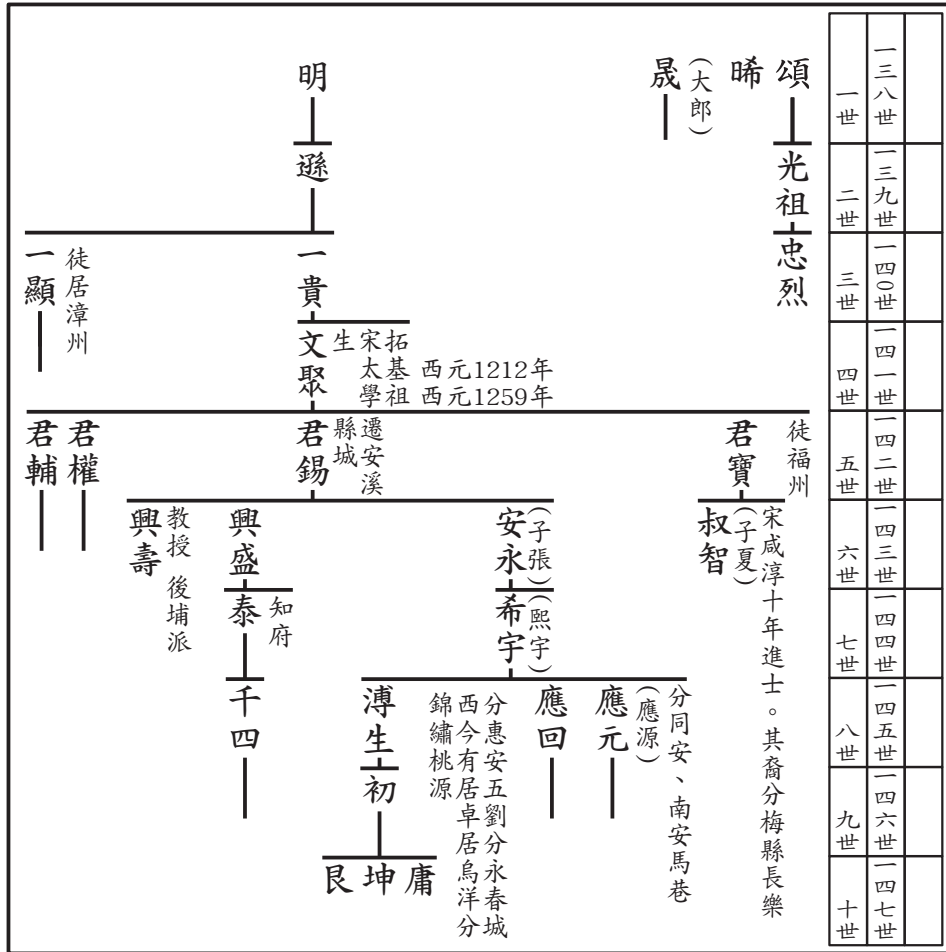 一三八世
一三九世
一四〇世
一四一世
一四二世
一四三世
一四四世
一四五世
一四六世
一四七世
一世
二世
三世
四世
五世
六世
七世
八世
九世
十世
頌
晞
晟
(大郎)
明
光祖
遜
忠烈
一貴
一顯
徒居漳州
文聚
拓基祖
宋太學
生
西元1212年
西元1259年
君寶
徒福州
君錫
遷安溪
縣城
君權
君輔
叔智
(子夏)
宋咸淳十年進士。其裔分梅縣長樂
安永
(子張)
興盛
興壽
教授 後埔派
希宇
(熙宇)
泰
知府
應元
(應源)
分同安、南安馬巷
應回
溥生
分惠安五劉分永春城
西今有居卓居烏洋分
錦繡桃源
千四
初
庸
坤
艮